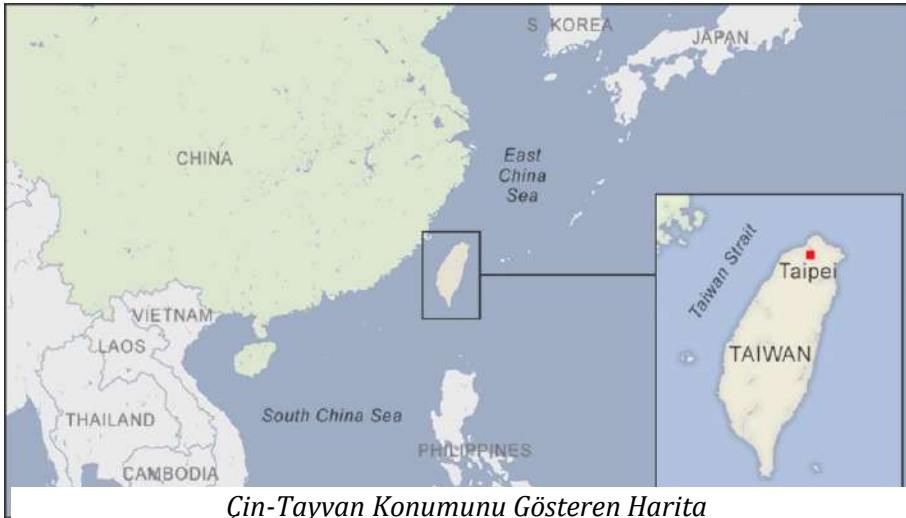 S. KOREA
JAPAN
CHINA
East
China
Sea
Taiwan Strait
Taipei
VIETNAM
LAOS
TAIWAN
THAILAND
South China Sea
PHILIPPINES
CAMBODIA
Çin-Tayvan Konumunu Gösteren Harita